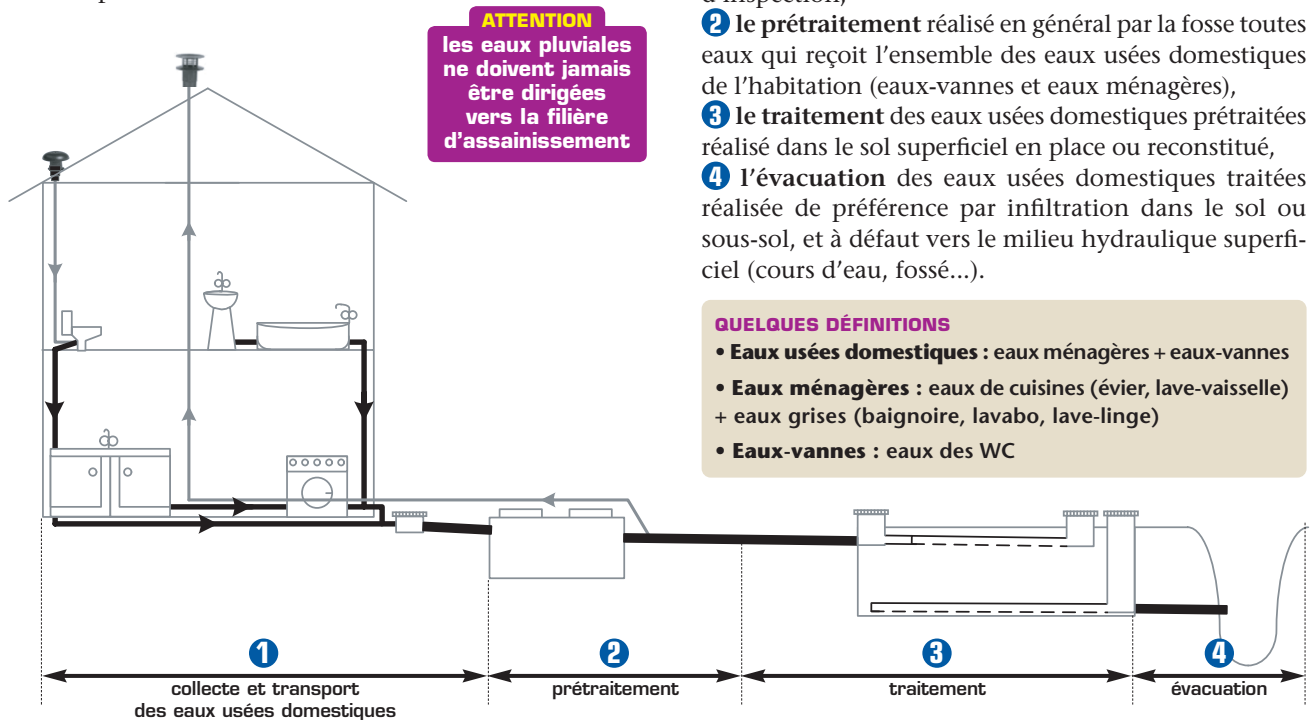 ATTENTION
les eaux pluviales
ne doivent jamais
être dirigées
vers la filière
d'assainissement
d'inspection,
2 le prétraitement réalisé en général par la fosse toutes
eaux qui reçoit l'ensemble des eaux usées domestiques
de l'habitation (eaux-vannes et eaux ménagères),
3 le traitement des eaux usées domestiques prétraitées
réalisé dans le sol superficiel en place ou reconstitué,
4 l'évacuation des eaux usées domestiques traitées
réalisée de préférence par infiltration dans le sol ou
sous-sol, et à défaut vers le milieu hydraulique superfi-
ciel (cours d'eau, fossé...).
QUELQUES DÉFINITIONS
• Eaux usées domestiques : eaux ménagères + eaux-vannes
• Eaux ménagères : eaux de cuisines (évier, lave-vaisselle)
+ eaux grises (baignoire, lavabo, lave-linge)
• Eaux-vannes : eaux des WC
1
collecte et transport
des eaux usées domestiques
2
prétraitement
3
traitement
4
évacuation